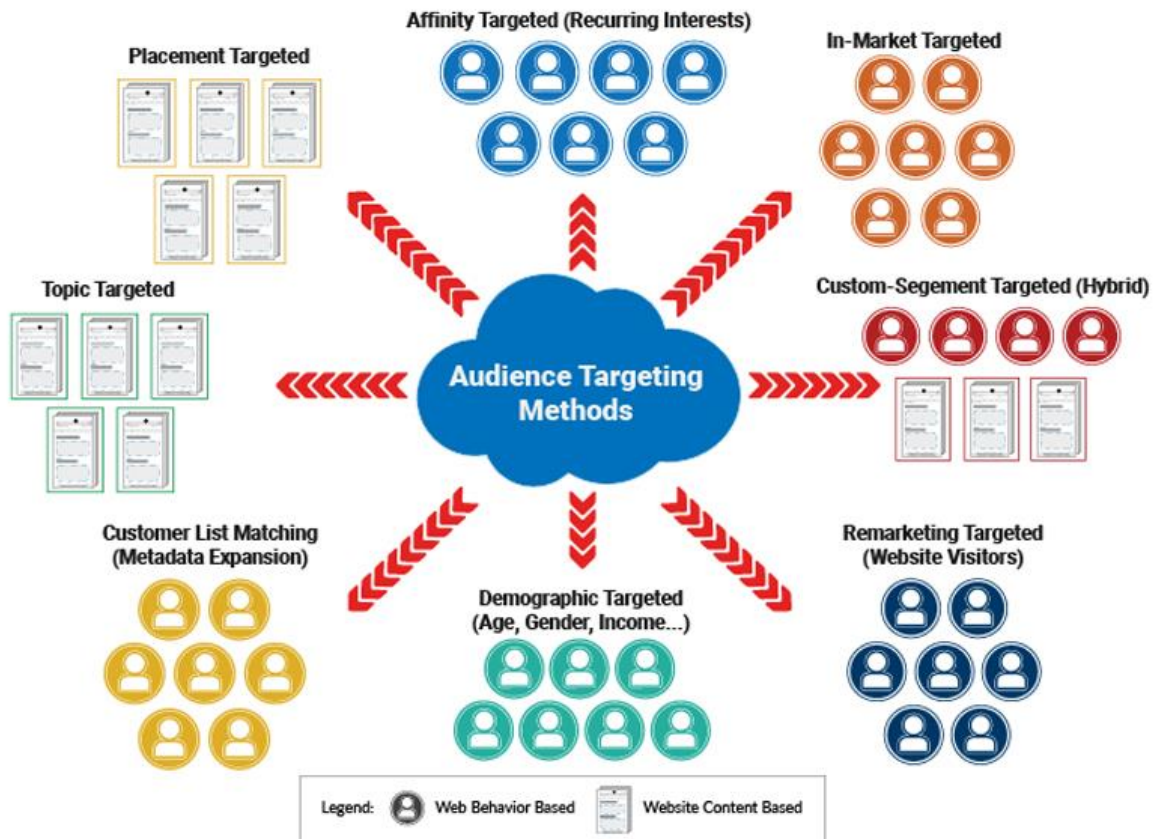 Affinity Targeted (Recurring Interests)
Placement Targeted
In-Market Targeted
Topic Targeted
Custom-Segement Targeted (Hybrid)
Audience Targeting
Methods
Customer List Matching
(Metadata Expansion)
Demographic Targeted
(Age, Gender, Income...)
Remarketing Targeted
(Website Visitors)
Legend: Web Behavior Based Website Content Based